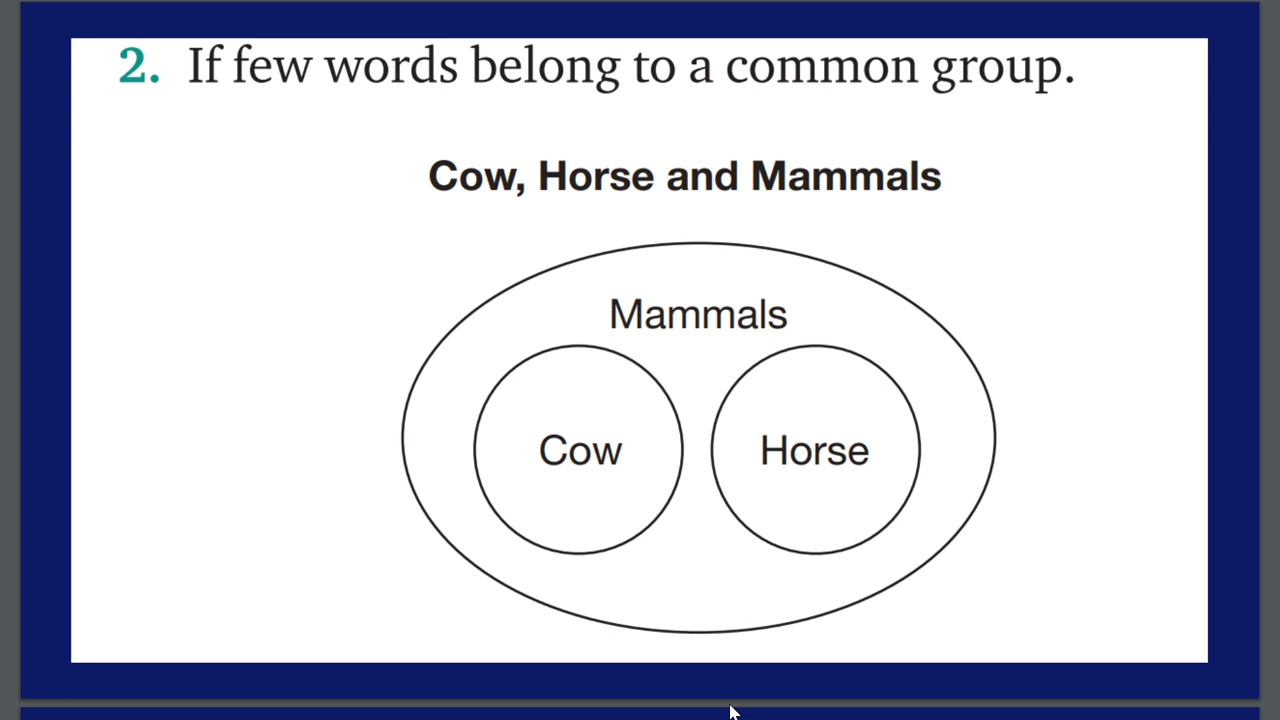 2. If few words belong to a common group.
Cow, Horse and Mammals
Mammals
Cow Horse